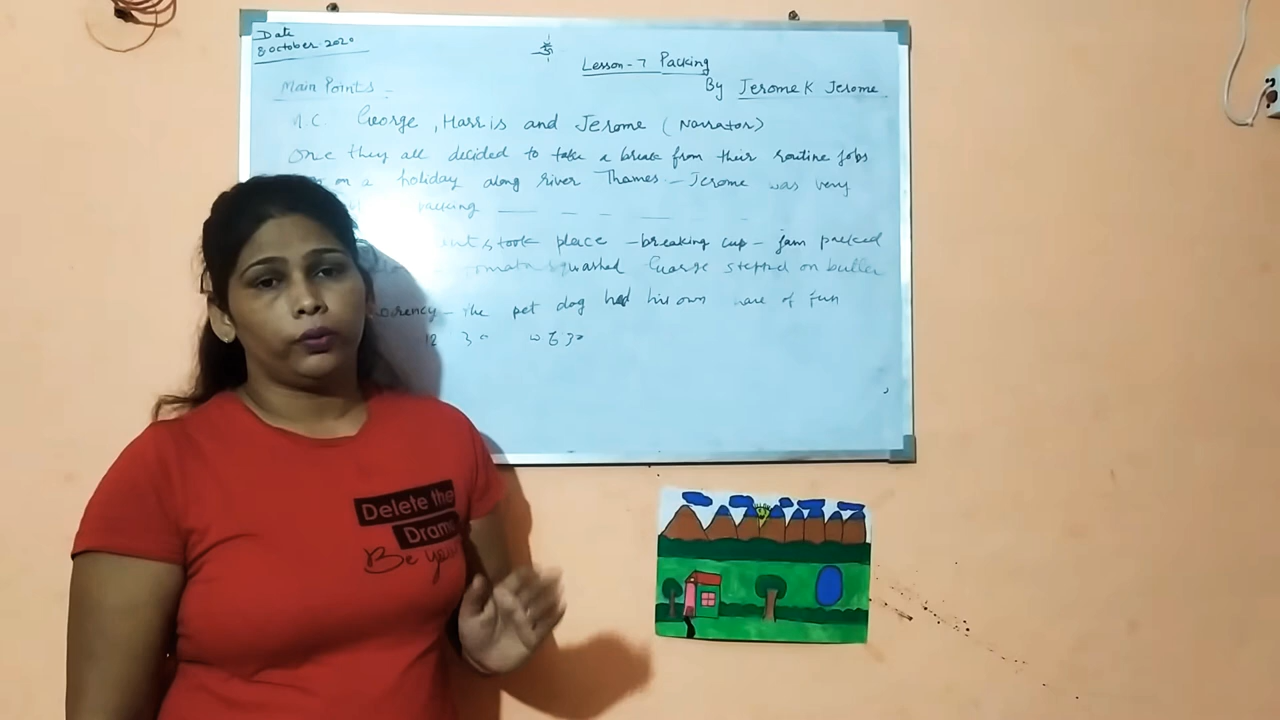 Date
8 October 2020
ॐ
Lesson-7 Packing
Main Points -
By Jerome K Jerome
M.C. George, Harris and Jerome (Narrator)
Once they all decided to take a break from their routine jobs
on a holiday along river Thames - Jerome was very
packing
took place - breaking cup - jam packed
squashed George stepped on butter
- the pet dog had his own of fun
12 30
Delete the
Drama
Be you